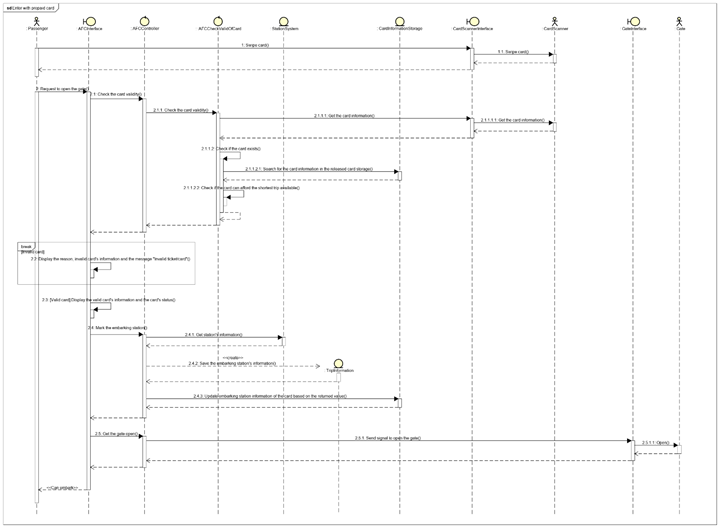 sd Enter with prepaid card
Passenger
AFCInterface
AFCController
AFCCheckValidOfCard
StationSystem
CardInformationStorage
CardScannerInterface
CardScanner
GateInterface
Gate
1: Swipe card()
1.1: Swipe card()
2: Request to open the gate()
2.1: Check the card validity()
2.1.1: Check the card validity()
2.1.1.1: Get the card information()
2.1.1.1.1: Get the card information()
2.1.1.2: Check if the card exists()
2.1.1.2.1: Search for the card information in the released card storage()
2.1.1.2.2: Check if the card can afford the shortest trip available()
break
[Invalid card]
2.2: Display the reason, invalid card's information and the message "invalid ticket/card"()
2.3: [Valid card] Display the valid card's information and the card's status()
2.4: Mark the embarking station()
2.4.1: Get station's information()
<<create>>
2.4.2: Save the embarking station's information()
TripInformation
2.4.3: Update embarking station information of the card based on the returned value()
2.5: Get the gate open()
2.5.1: Send signal to open the gate()
2.5.1.1: Open()